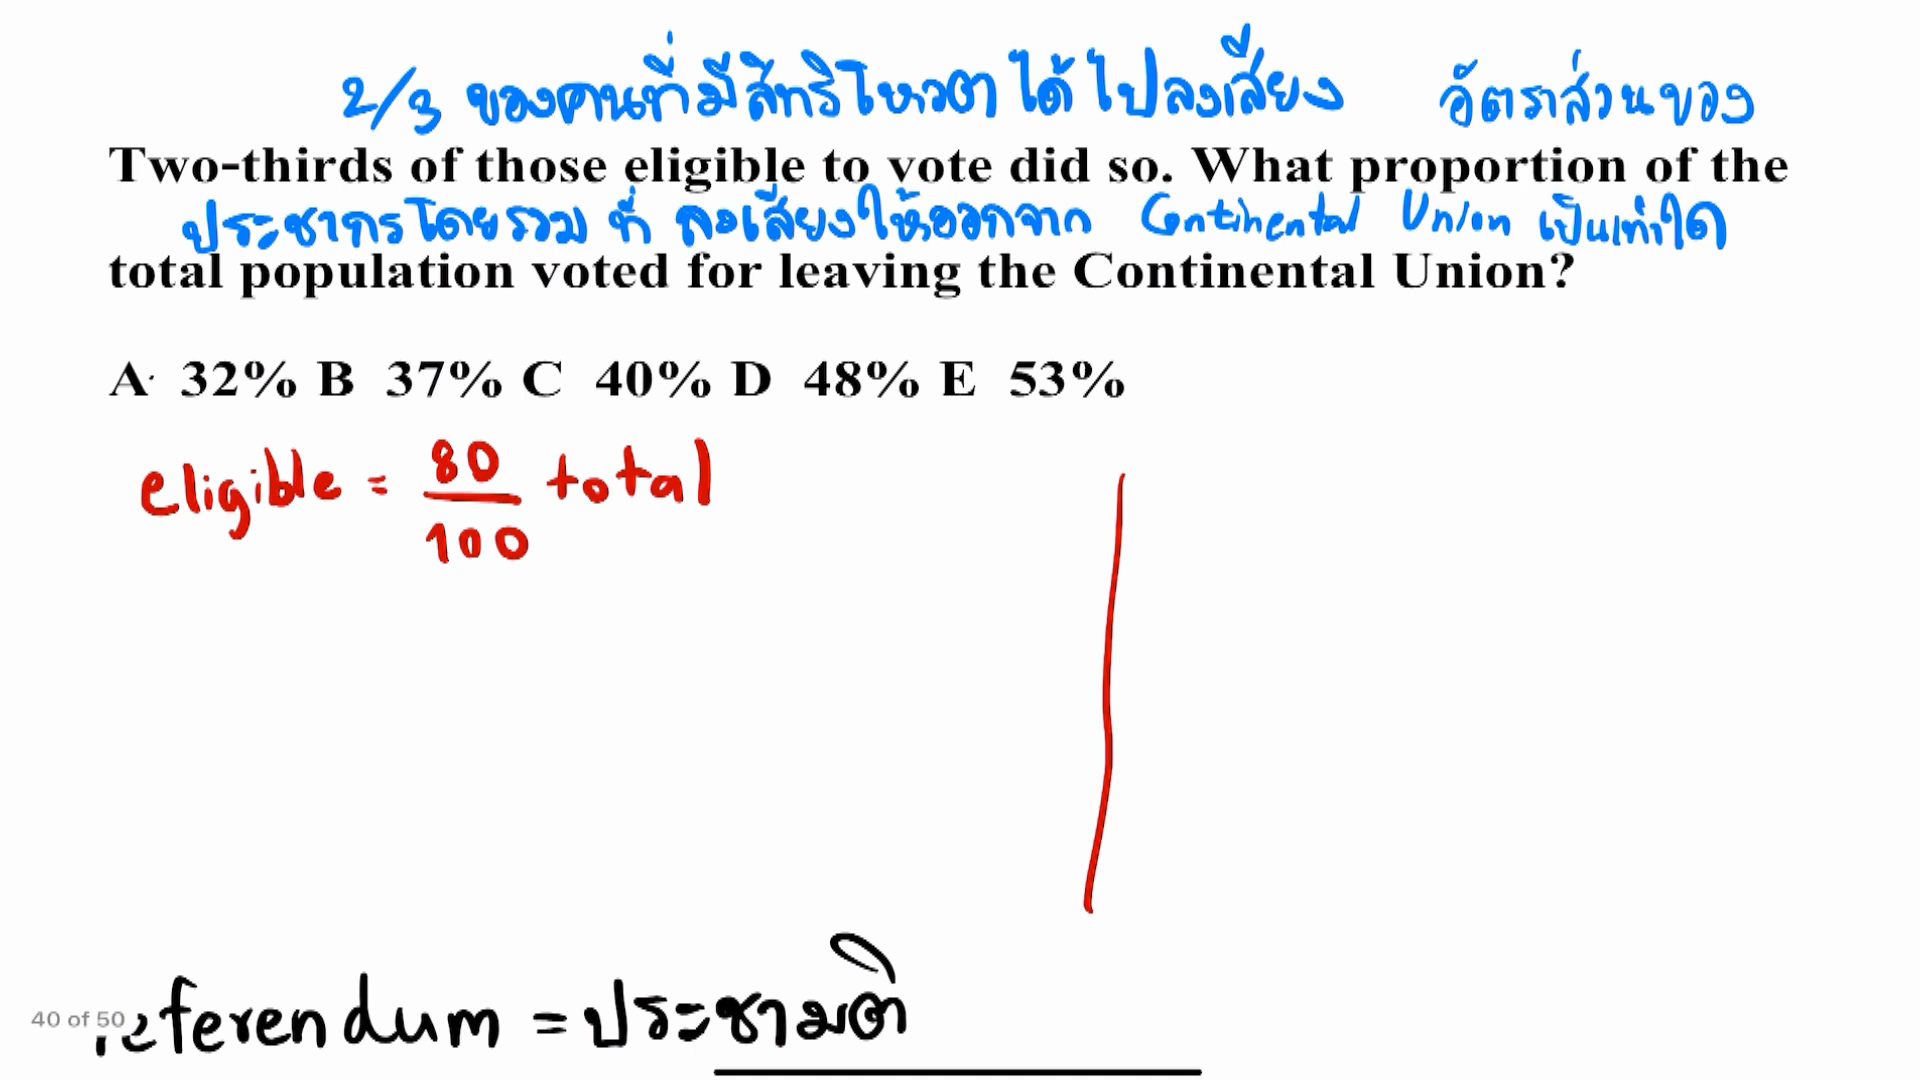 2/3 ของคนที่มีสิทธิโหวตได้ไปลงเสียง อัตราส่วนของ
Two-thirds of those eligible to vote did so. What proportion of the
ประชากรโดยรวม ที่ ลงเสียงให้ออกจาก Continental Union เป็นเท่าใด
total population voted for leaving the Continental Union?
A 32% B 37% C 40% D 48% E 53%
eligible = 80/100 total
referendum = ประชามติ
40 of 50